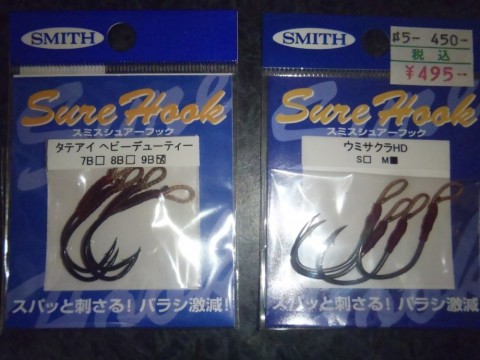 SMITH
Sure Hook
スミスシュアーフック
タテアイ ヘビーデューティー
7B□ 8B□ 9B☑
スパッと刺さる! バラシ激減!
SMITH
#5- 450-
税込
¥495-
Sure Hook
スミスシュアーフック
ウミサクラHD
S□ M■
スパッと刺さる! バラシ激減!